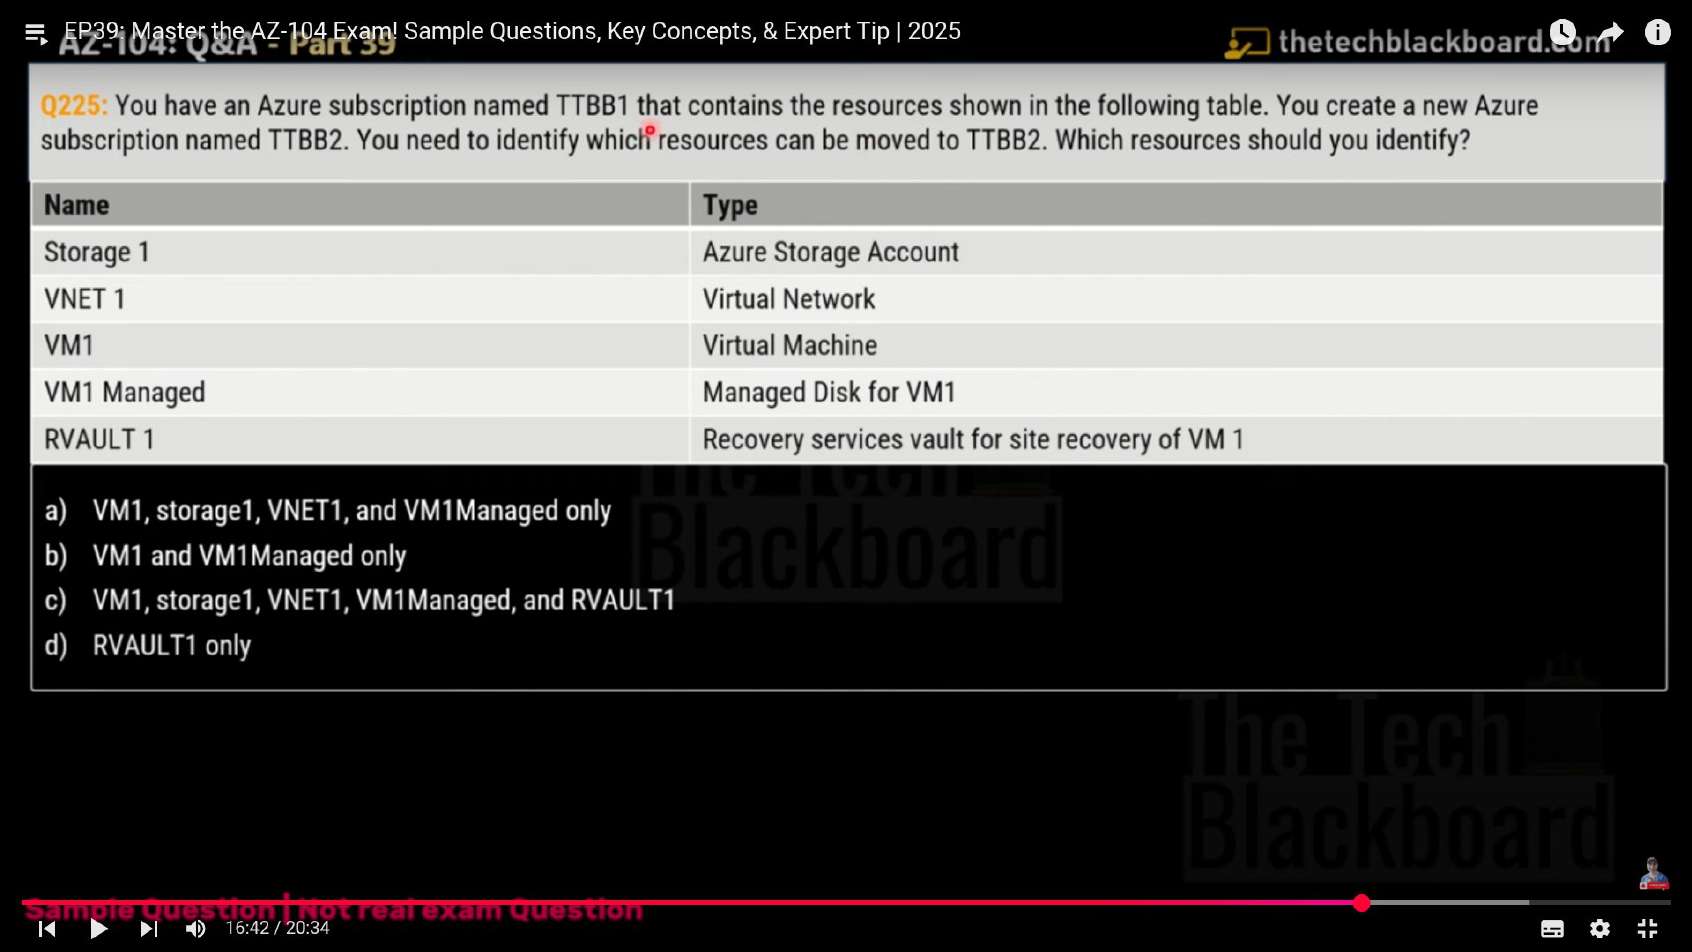 EP39: Master the AZ-104 Exam! Sample Questions, Key Concepts, & Expert Tip | 2025
AZ-104: Q&A - Part 39
thetechblackboard.com
Q225: You have an Azure subscription named TTBB1 that contains the resources shown in the following table. You create a new Azure
subscription named TTBB2. You need to identify which resources can be moved to TTBB2. Which resources should you identify?
Name Type
Storage 1 Azure Storage Account
VNET 1 Virtual Network
VM1 Virtual Machine
VM1 Managed Managed Disk for VM1
RVAULT 1 Recovery services vault for site recovery of VM 1
The Tech
Blackboard
a) VM1, storage1, VNET1, and VM1Managed only
b) VM1 and VM1Managed only
c) VM1, storage1, VNET1, VM1Managed, and RVAULT1
d) RVAULT1 only
The Tech
Blackboard
Sample Question | Not real exam Question
16:42 / 20:34